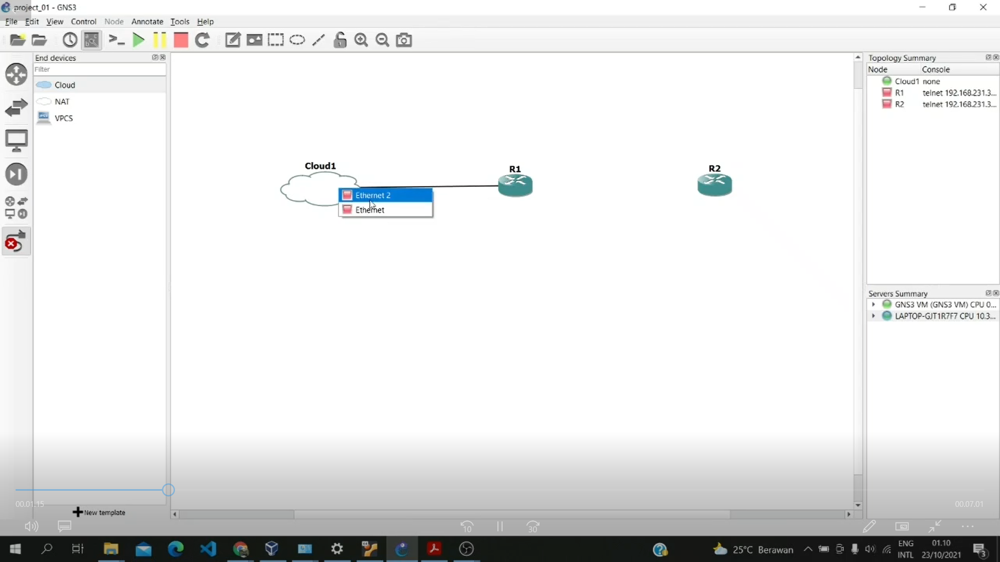 project_01 - GNS3
File Edit View Control Node Annotate Tools Help
End devices
Filter
Cloud
NAT
VPCS
New template
Cloud1
R1
R2
Ethernet 2
Ethernet
Topology Summary
Node Console
Cloud1 none
R1 telnet 192.168.231.3...
R2 telnet 192.168.231.3...
Servers Summary
GNS3 VM (GNS3 VM) CPU 0...
LAPTOP-GJT1R7F7 CPU 10.3...
00.01.15
00.07.01
10
30
25°C Berawan
ENG
INTL
01.10
23/10/2021
3